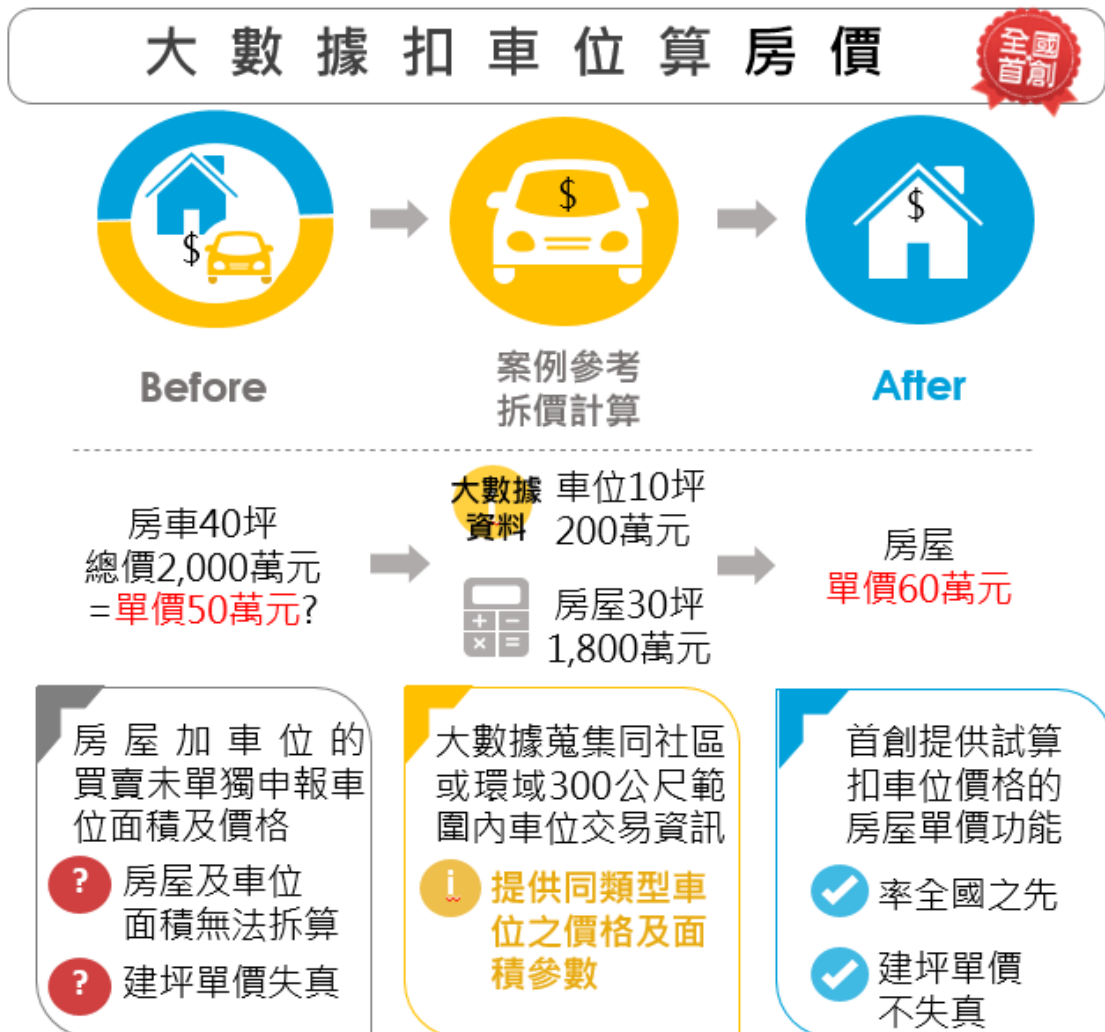 大數據扣車位算房價
全國
首創
$
$
$
Before
案例參考
拆價計算
After
房車40坪
總價2,000萬元
=單價50萬元?
大數據
資料
車位10坪
200萬元
房屋30坪
1,800萬元
房屋
單價60萬元
房屋加車位的
買賣未單獨申報車
位面積及價格
? 房屋及車位
面積無法拆算
? 建坪單價失真
大數據蒐集同社區
或環域300公尺範
圍內車位交易資訊
i 提供同類型車
位之價格及面
積參數
首創提供試算
扣車位價格的
房屋單價功能
率全國之先
建坪單價
不失真